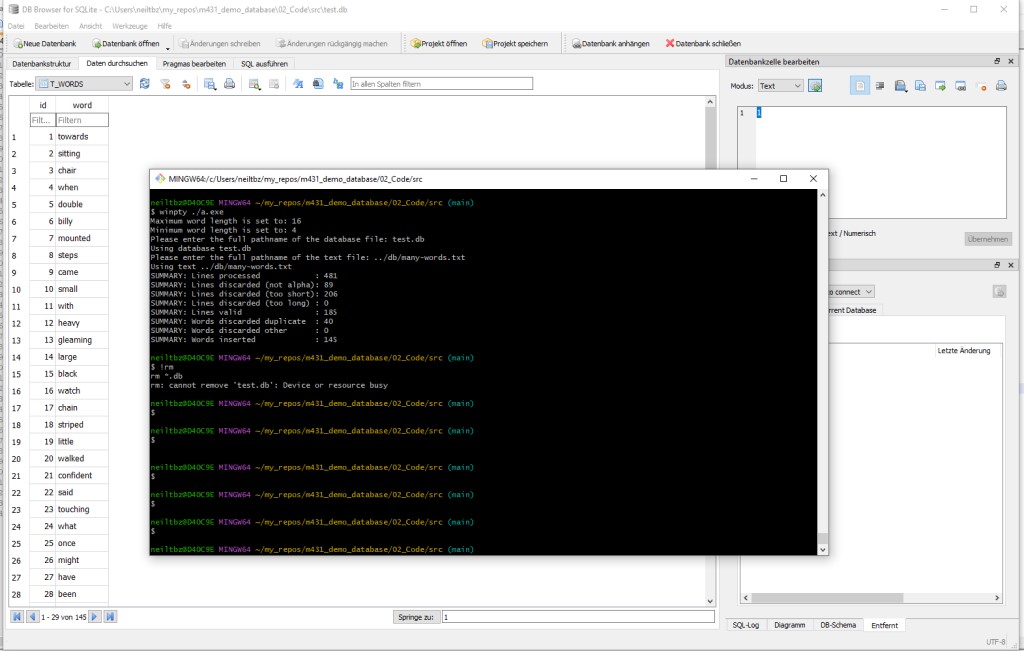 DB Browser for SQLite - C:\Users\neiltbz\my_repos\m431_demo_database\02_Code\src\test.db
Datei Bearbeiten Ansicht Werkzeuge Hilfe
Neue Datenbank Datenbank öffnen Änderungen schreiben Änderungen rückgängig machen Projekt öffnen Projekt speichern Datenbank anhängen Datenbank schließen
Datenbankstruktur Daten durchsuchen Pragmas bearbeiten SQL ausführen
Tabelle: T_WORDS In allen Spalten filtern
id word
Filt... Filtern
1 1 towards
2 2 sitting
3 3 chair
4 4 when
5 5 double
6 6 billy
7 7 mounted
8 8 steps
9 9 came
10 10 small
11 11 with
12 12 heavy
13 13 gleaming
14 14 large
15 15 black
16 16 watch
17 17 chain
18 18 striped
19 19 little
20 20 walked
21 21 confident
22 22 said
23 23 touching
24 24 what
25 25 once
26 26 might
27 27 have
28 28 been
1 - 29 von 145
Springe zu: 1
MINGW64:/c/Users/neiltbz/my_repos/m431_demo_database/02_Code/src
neiltbz@D40C9E MINGW64 ~/my_repos/m431_demo_database/02_Code/src (main)
$ winpty ./a.exe
Maximum word length is set to: 16
Minimum word length is set to: 4
Please enter the full pathname of the database file: test.db
Using database test.db
Please enter the full pathname of the text file: ../db/many-words.txt
Using text ../db/many-words.txt
SUMMARY: Lines processed : 481
SUMMARY: Lines discarded (not alpha): 89
SUMMARY: Lines discarded (too short): 206
SUMMARY: Lines discarded (too long) : 0
SUMMARY: Lines valid : 185
SUMMARY: Words discarded duplicate : 40
SUMMARY: Words discarded other : 0
SUMMARY: Words inserted : 145
neiltbz@D40C9E MINGW64 ~/my_repos/m431_demo_database/02_Code/src (main)
$ !rm
rm *.db
rm: cannot remove 'test.db': Device or resource busy
neiltbz@D40C9E MINGW64 ~/my_repos/m431_demo_database/02_Code/src (main)
$
neiltbz@D40C9E MINGW64 ~/my_repos/m431_demo_database/02_Code/src (main)
$
neiltbz@D40C9E MINGW64 ~/my_repos/m431_demo_database/02_Code/src (main)
$
neiltbz@D40C9E MINGW64 ~/my_repos/m431_demo_database/02_Code/src (main)
$
neiltbz@D40C9E MINGW64 ~/my_repos/m431_demo_database/02_Code/src (main)
$
neiltbz@D40C9E MINGW64 ~/my_repos/m431_demo_database/02_Code/src (main)
Datenbankzelle bearbeiten
Modus: Text
1 1
ext / Numerisch
Übernehmen
to connect
rrent Database
Letzte Änderung
SQL-Log Diagramm DB-Schema Entfernt
UTF-8